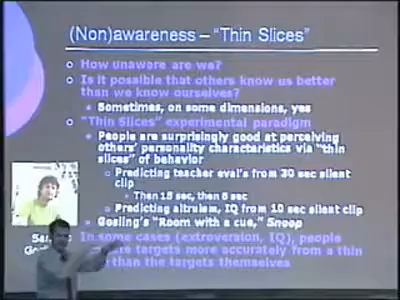 (Non)awareness – "Thin Slices"
How unaware are we?
Is it possible that others know us better
than we know ourselves?
Sometimes, on some dimensions, yes
"Thin Slices" experimental paradigm
People are surprisingly good at perceiving
others' personality characteristics via "thin
slices" of behavior
Predicting teacher eval's from 30 sec silent
clip
Then 15 sec, then 6 sec
Predicting altruism, IQ from 10 sec silent clip
Gosling's "Room with a cue," Snoop
In some cases (extroversion, IQ), people
targets more accurately from a thin
than the targets themselves